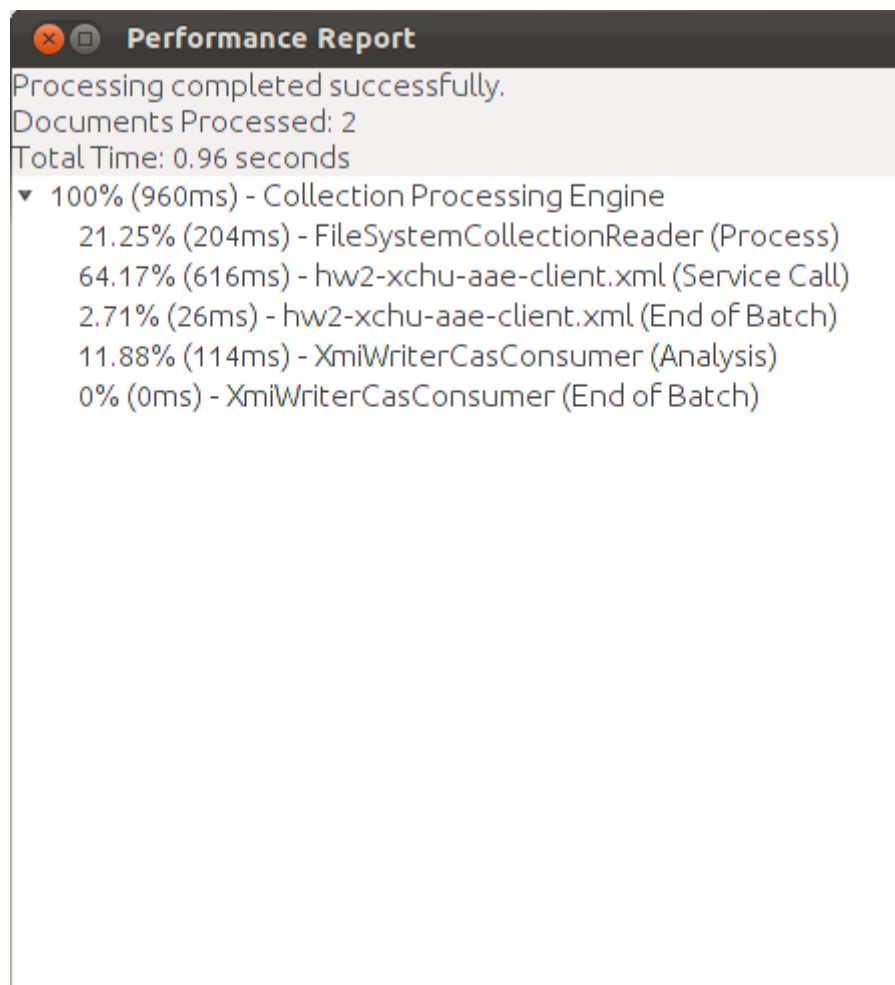 Performance Report
Processing completed successfully.
Documents Processed: 2
Total Time: 0.96 seconds
100% (960ms) - Collection Processing Engine
21.25% (204ms) - FileSystemCollectionReader (Process)
64.17% (616ms) - hw2-xchu-aae-client.xml (Service Call)
2.71% (26ms) - hw2-xchu-aae-client.xml (End of Batch)
11.88% (114ms) - XmiWriterCasConsumer (Analysis)
0% (0ms) - XmiWriterCasConsumer (End of Batch)